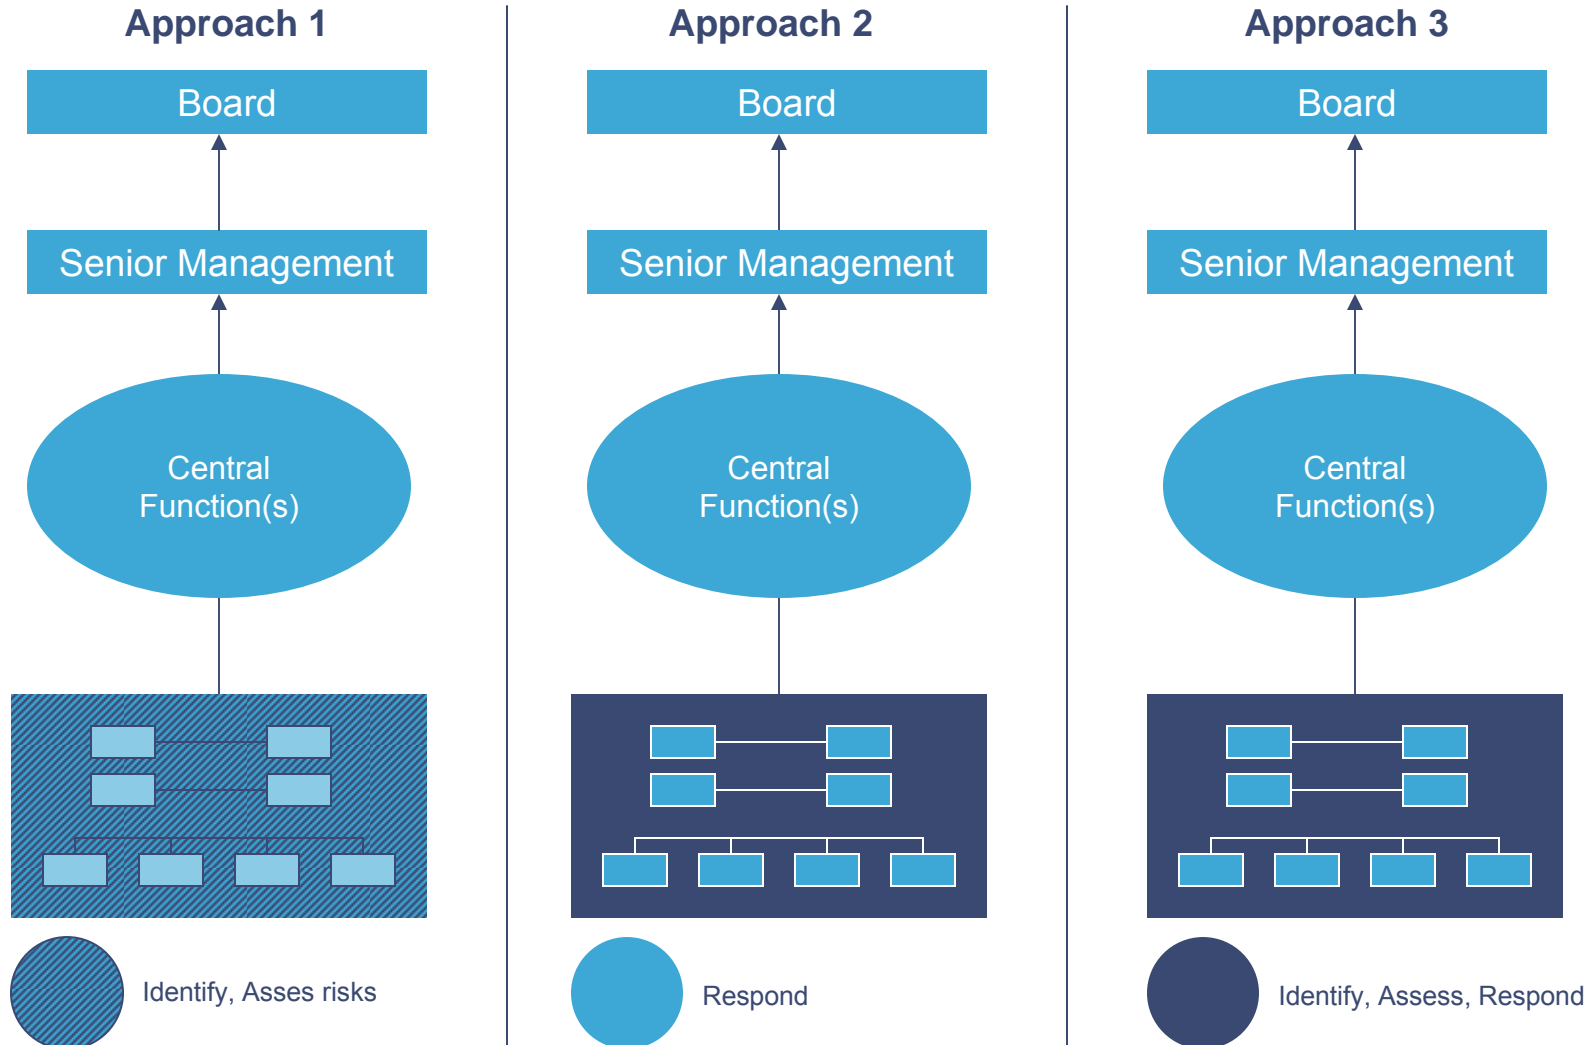 Approach 1
Board
Senior Management
Central
Function(s)
Identify, Asses risks
Approach 2
Board
Senior Management
Central
Function(s)
Respond
Approach 3
Board
Senior Management
Central
Function(s)
Identify, Assess, Respond